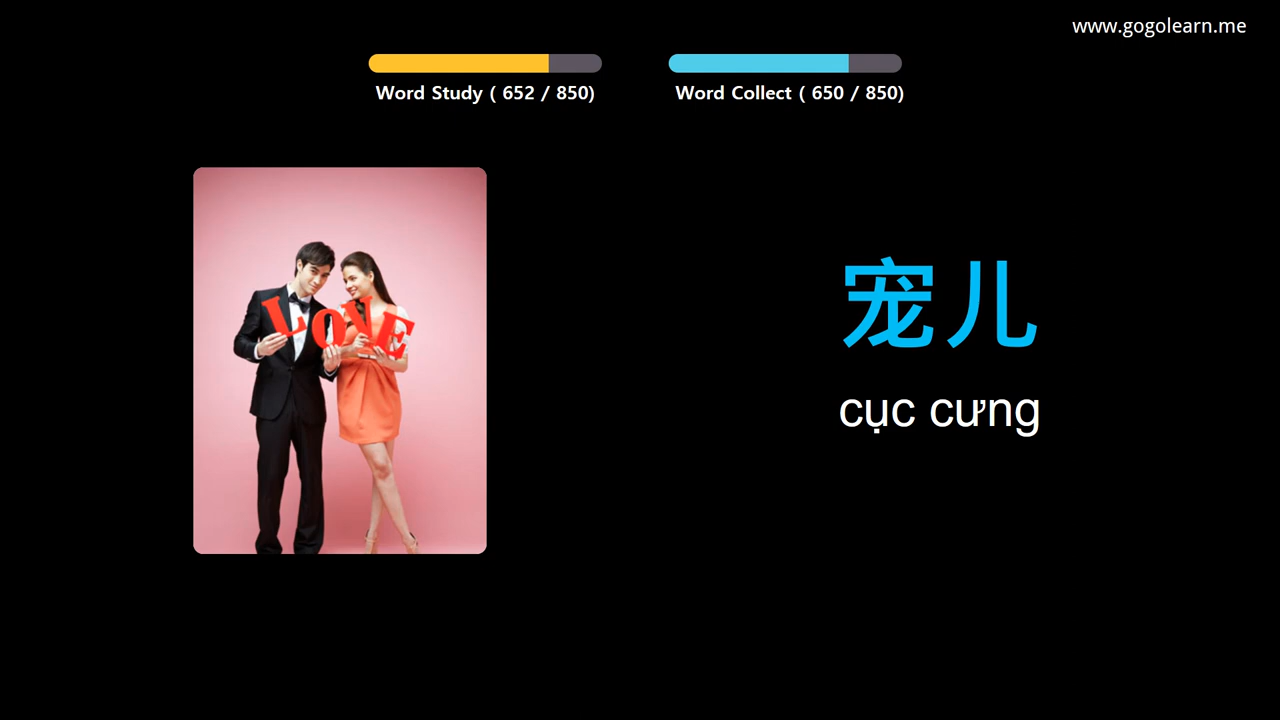 www.gogolearn.me
Word Study ( 652 / 850)
Word Collect ( 650 / 850)
LOVE
宠儿
cục cưng